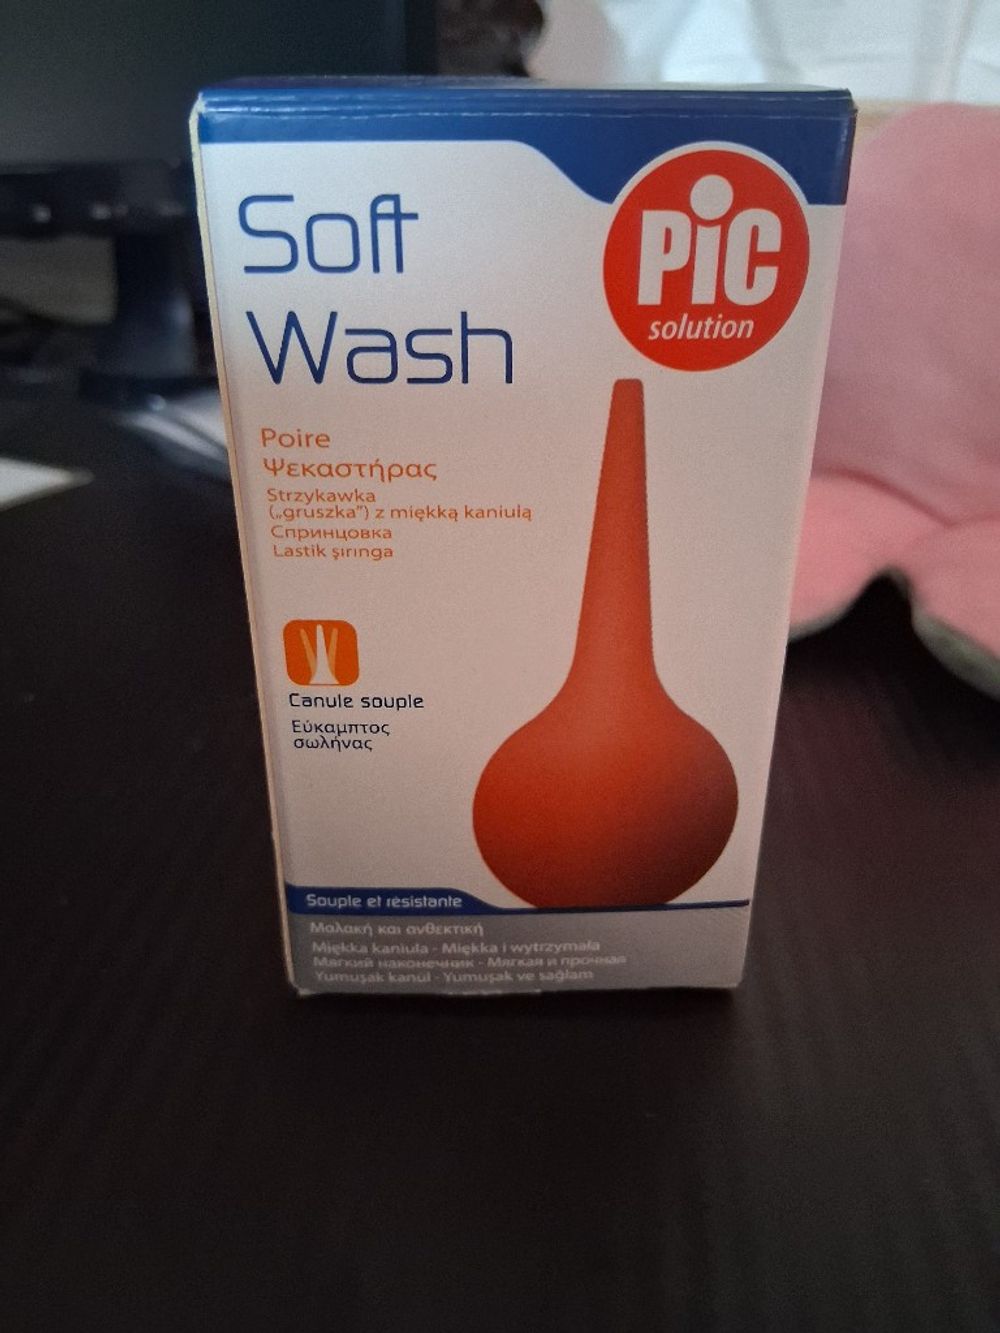 Soft
Wash
PiC
solution
Poire
Ψεκαστήρας
Strzykawka
(„gruszka”) z miękką kaniulą
Спринцовка
Lastik şırınga
Canule souple
Εύκαμπτος
σωλήνας
Souple et résistante
Μαλακή και ανθεκτική
Miękka kaniula - Miękka i wytrzymała
Мягкий наконечник - Мягкая и прочная
Yumuşak kanül - Yumuşak ve sağlam